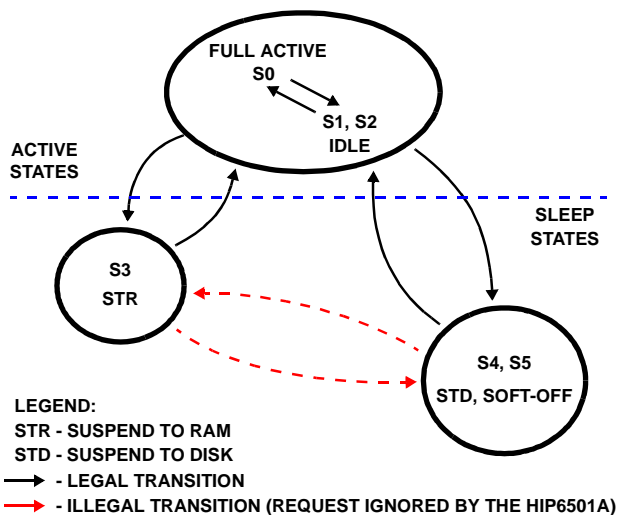 FULL ACTIVE
S0
S1, S2
IDLE
ACTIVE
STATES
SLEEP
STATES
S3
STR
S4, S5
STD, SOFT-OFF
LEGEND:
STR - SUSPEND TO RAM
STD - SUSPEND TO DISK
- LEGAL TRANSITION
- ILLEGAL TRANSITION (REQUEST IGNORED BY THE HIP6501A)